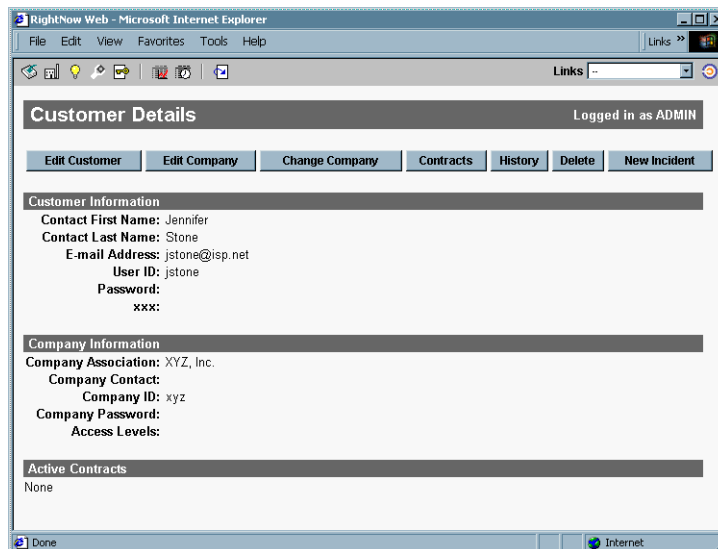 RightNow Web - Microsoft Internet Explorer
File Edit View Favorites Tools Help Links »
Links --
Customer Details Logged in as ADMIN
Edit Customer Edit Company Change Company Contracts History Delete New Incident
Customer Information
Contact First Name: Jennifer
Contact Last Name: Stone
E-mail Address: jstone@isp.net
User ID: jstone
Password:
xxx:
Company Information
Company Association: XYZ, Inc.
Company Contact:
Company ID: xyz
Company Password:
Access Levels:
Active Contracts
None
Done Internet